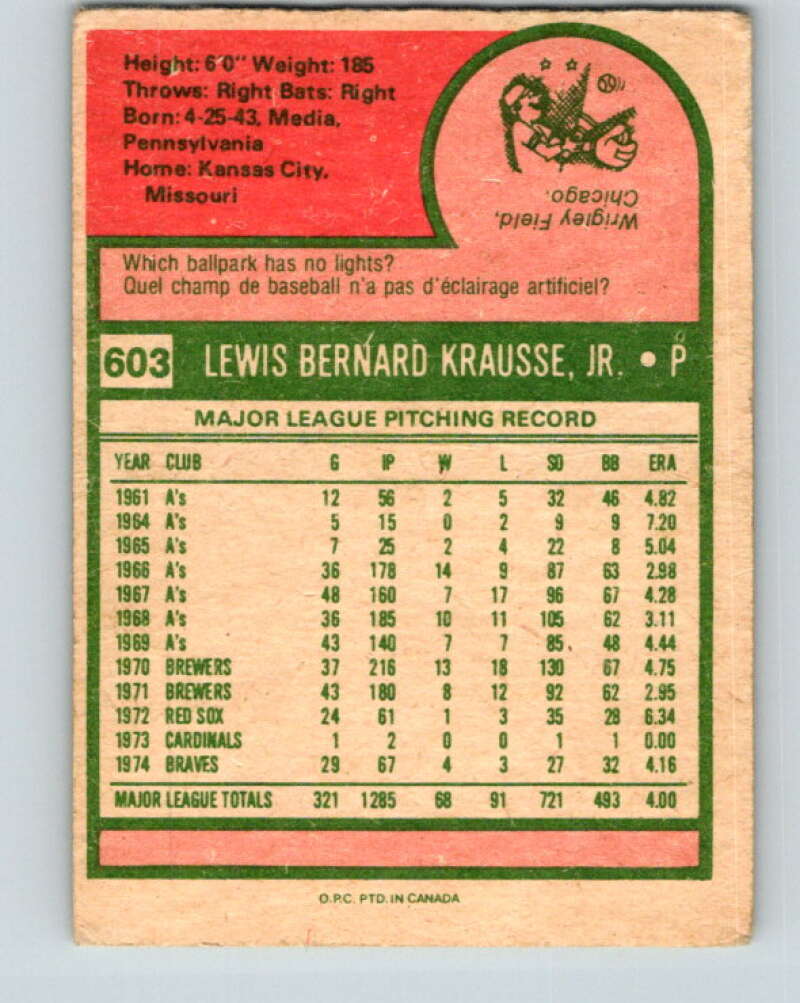 Height: 6'0" Weight: 185
Throws: Right Bats: Right
Born: 4-25-43, Media,
Pennsylvania
Home: Kansas City,
Missouri
Wrigley Field,
Chicago.
Which ballpark has no lights?
Quel champ de baseball n'a pas d'éclairage artificiel?
603 LEWIS BERNARD KRAUSSE, JR. • P
MAJOR LEAGUE PITCHING RECORD
YEAR CLUB G IP W L SO BB ERA
1961 A's 12 56 2 5 32 46 4.82
1964 A's 5 15 0 2 9 9 7.20
1965 A's 7 25 2 4 22 8 5.04
1966 A's 36 178 14 9 87 63 2.98
1967 A's 48 160 7 17 96 67 4.28
1968 A's 36 185 10 11 105 62 3.11
1969 A's 43 140 7 7 85 48 4.44
1970 BREWERS 37 216 13 18 130 67 4.75
1971 BREWERS 43 180 8 12 92 62 2.95
1972 RED SOX 24 61 1 3 35 28 6.34
1973 CARDINALS 1 2 0 0 1 1 0.00
1974 BRAVES 29 67 4 3 27 32 4.16
MAJOR LEAGUE TOTALS 321 1285 68 91 721 493 4.00
O.P.C. PTD. IN CANADA